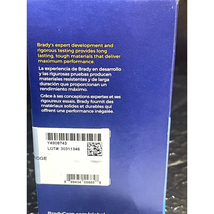 Brady's expert development and
rigorous testing provides long
lasting, tough materials that deliver
maximum performance.
La experiencia de Brady en desarrollo
y las rigurosas pruebas producen
materiales resistentes y de larga
duración que proporcionan un
rendimiento máximo.
Grâce à ses conceptions expertes et ses
rigoureux essais, Brady fournit des
matériaux solides et durables qui
offrent une performance inégalée.
Y4909743
LOT#